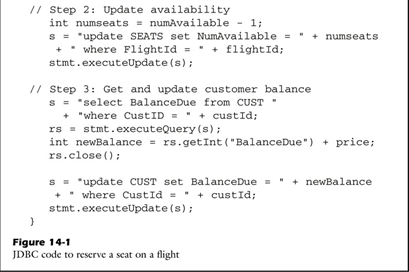 // Step 2: Update availability
int numseats = numAvailable - 1;
s = "update SEATS set NumAvailable = " + numseats
+ " where FlightId = " + flightId;
stmt.executeUpdate(s);
// Step 3: Get and update customer balance
s = "select BalanceDue from CUST "
+ "where CustID = " + custId;
rs = stmt.executeQuery(s);
int newBalance = rs.getInt("BalanceDue") + price;
rs.close();
s = "update CUST set BalanceDue = " + newBalance
+ " where CustId = " + custId;
stmt.executeUpdate(s);
}
Figure 14-1
JDBC code to reserve a seat on a flight